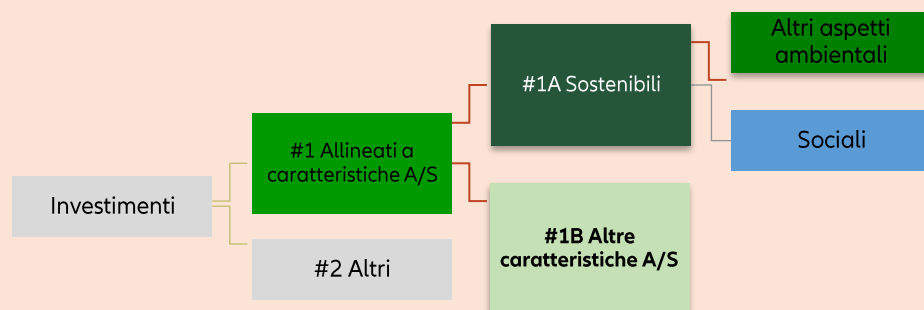 Investimenti
#1 Allineati a
caratteristiche A/S
#2 Altri
#1A Sostenibili
#1B Altre
caratteristiche A/S
Altri aspetti
ambientali
Sociali